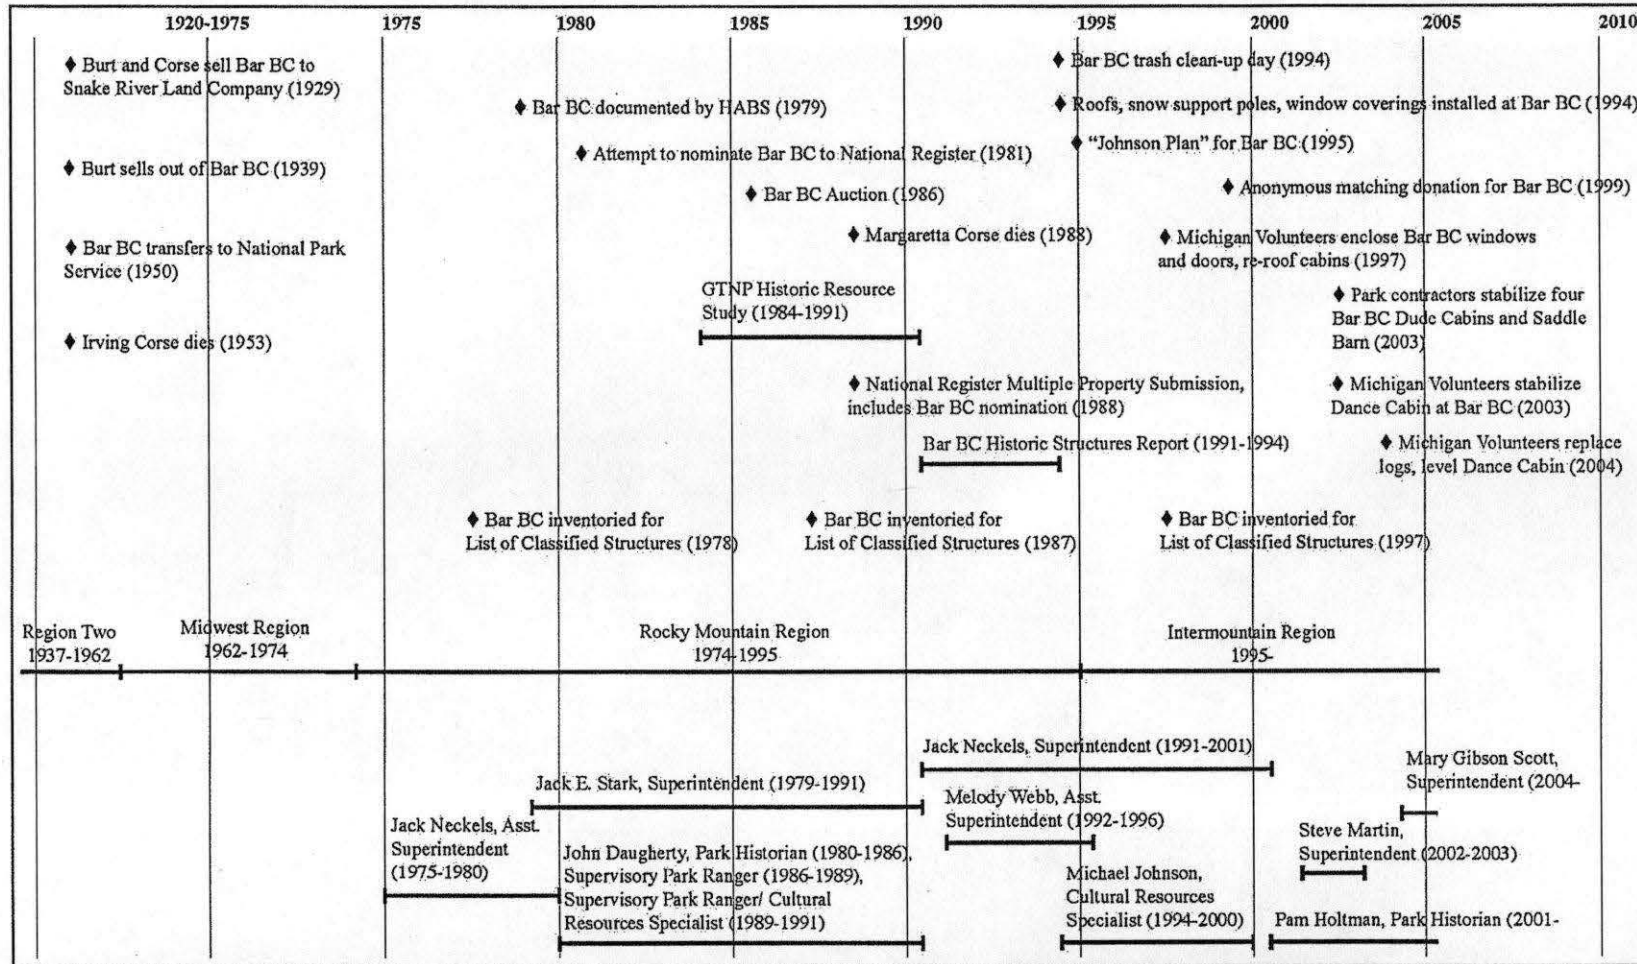 1920-1975 1975 1980 1985 1990 1995 2000 2005 2010
♦ Burt and Corse sell Bar BC to
Snake River Land Company (1929)
♦ Burt sells out of Bar BC (1939)
♦ Bar BC transfers to National Park
Service (1950)
♦ Irving Corse dies (1953)
♦ Bar BC documented by HABS (1979)
♦ Attempt to nominate Bar BC to National Register (1981)
♦ Bar BC Auction (1986)
♦ Margaretta Corse dies (1988)
GTNP Historic Resource
Study (1984-1991)
♦ National Register Multiple Property Submission,
includes Bar BC nomination (1988)
Bar BC Historic Structures Report (1991-1994)
♦ Bar BC trash clean-up day (1994)
♦ Roofs, snow support poles, window coverings installed at Bar BC (1994)
♦ “Johnson Plan” for Bar BC (1995)
♦ Anonymous matching donation for Bar BC (1999)
♦ Michigan Volunteers enclose Bar BC windows
and doors, re-roof cabins (1997)
♦ Park contractors stabilize four
Bar BC Dude Cabins and Saddle
Barn (2003)
♦ Michigan Volunteers stabilize
Dance Cabin at Bar BC (2003)
♦ Michigan Volunteers replace
logs, level Dance Cabin (2004)
♦ Bar BC inventoried for
List of Classified Structures (1978)
♦ Bar BC inventoried for
List of Classified Structures (1987)
♦ Bar BC inventoried for
List of Classified Structures (1997)
Region Two
1937-1962
Midwest Region
1962-1974
Rocky Mountain Region
1974-1995
Intermountain Region
1995-
Jack Neckels, Superintendent (1991-2001)
Jack E. Stark, Superintendent (1979-1991)
Mary Gibson Scott,
Superintendent (2004-
Melody Webb, Asst.
Superintendent (1992-1996)
Jack Neckels, Asst.
Superintendent
(1975-1980)
Steve Martin,
Superintendent (2002-2003)
John Daugherty, Park Historian (1980-1986),
Supervisory Park Ranger (1986-1989),
Supervisory Park Ranger/ Cultural
Resources Specialist (1989-1991)
Michael Johnson,
Cultural Resources
Specialist (1994-2000)
Pam Holtman, Park Historian (2001-